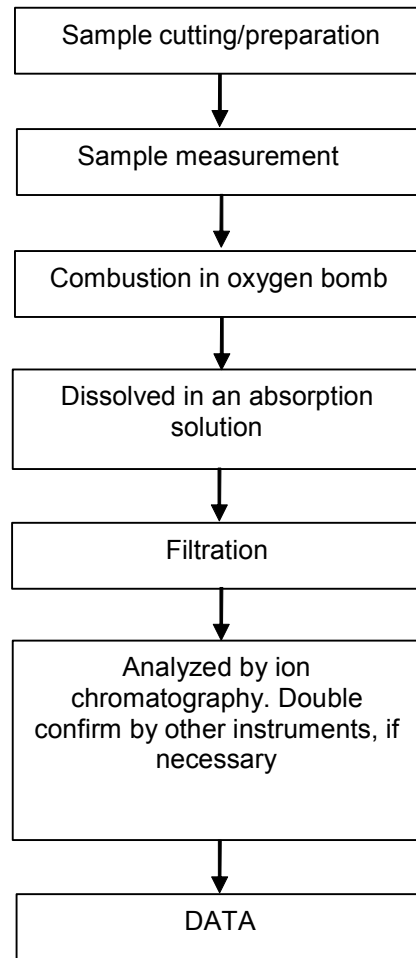 Sample cutting/preparation
Sample measurement
Combustion in oxygen bomb
Dissolved in an absorption
solution
Filtration
Analyzed by ion
chromatography. Double
confirm by other instruments, if
necessary
DATA